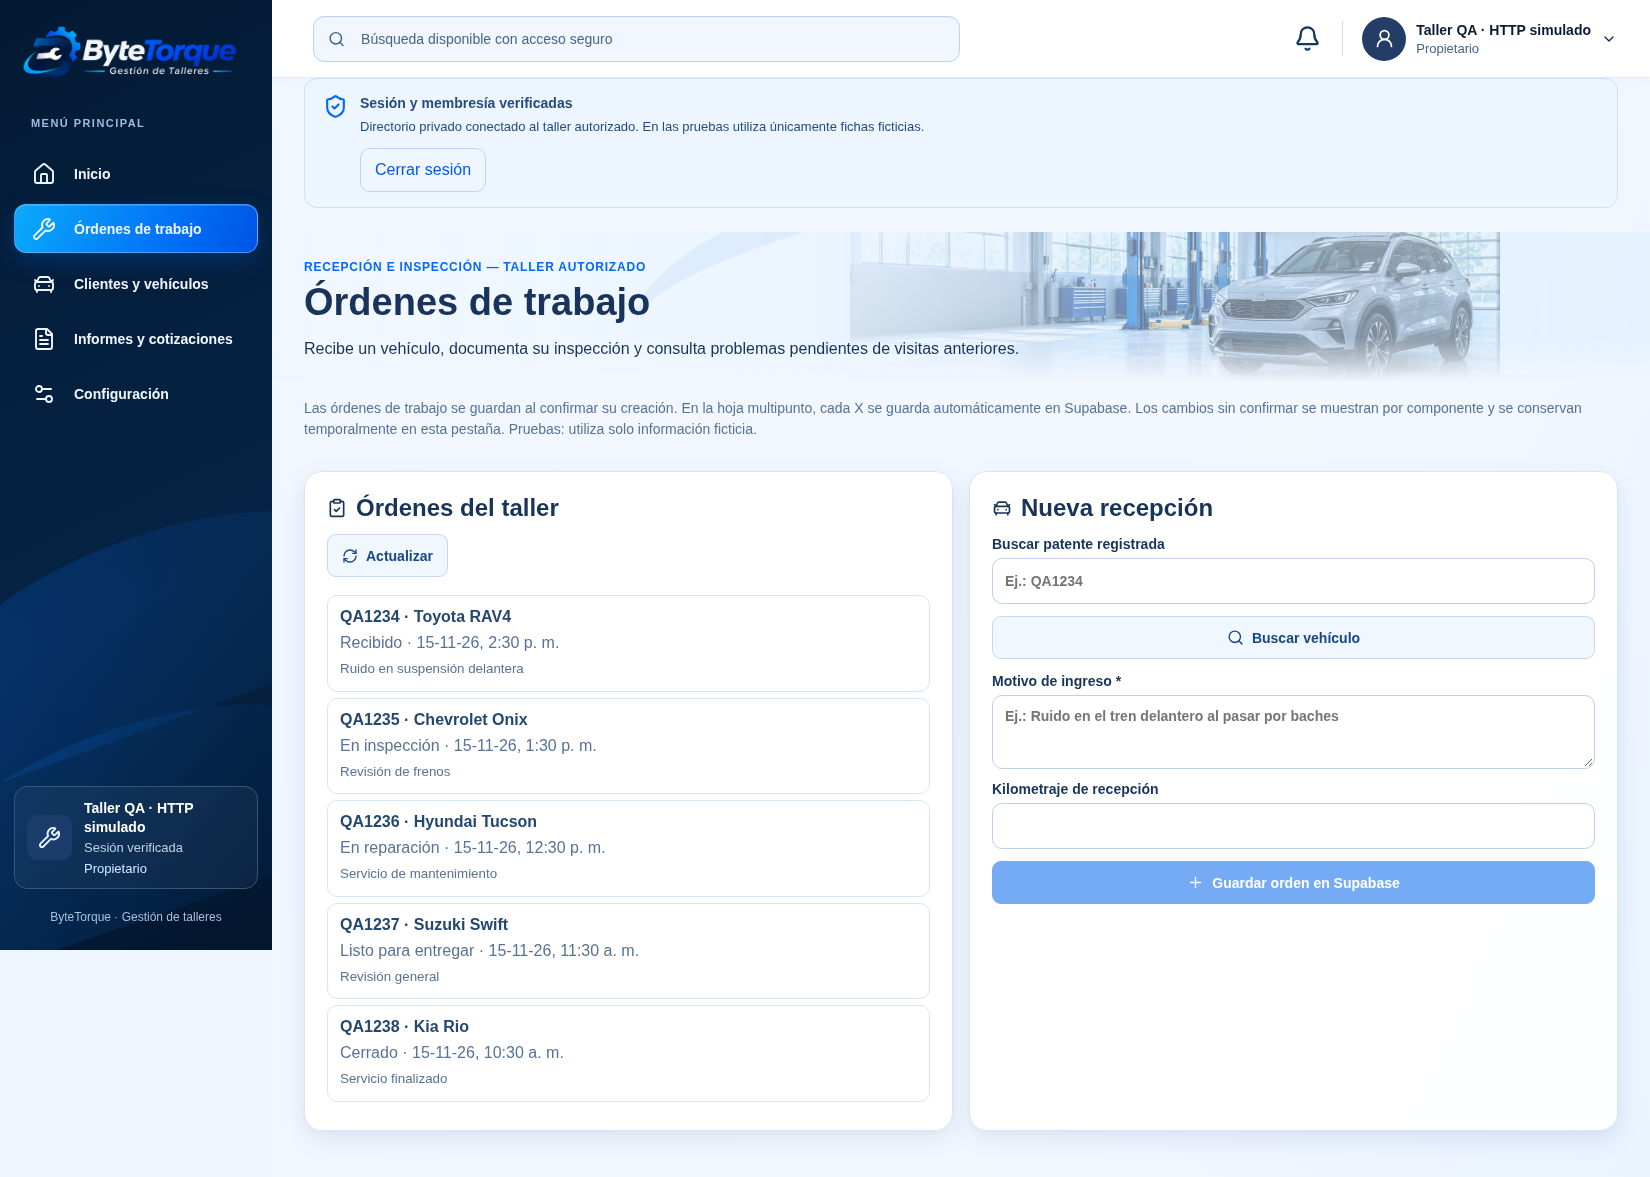 ByteTorque
Gestión de Talleres
MENÚ PRINCIPAL
Inicio
Órdenes de trabajo
Clientes y vehículos
Informes y cotizaciones
Configuración
Taller QA · HTTP
simulado
Sesión verificada
Propietario
ByteTorque · Gestión de talleres
Búsqueda disponible con acceso seguro
Taller QA · HTTP simulado
Propietario
Sesión y membresía verificadas
Directorio privado conectado al taller autorizado. En las pruebas utiliza únicamente fichas ficticias.
Cerrar sesión
RECEPCIÓN E INSPECCIÓN — TALLER AUTORIZADO
Órdenes de trabajo
Recibe un vehículo, documenta su inspección y consulta problemas pendientes de visitas anteriores.
Las órdenes de trabajo se guardan al confirmar su creación. En la hoja multipunto, cada X se guarda automáticamente en Supabase. Los cambios sin confirmar se muestran por componente y se conservan
temporalmente en esta pestaña. Pruebas: utiliza solo información ficticia.
Órdenes del taller
Actualizar
QA1234 · Toyota RAV4
Recibido · 15-11-26, 2:30 p. m.
Ruido en suspensión delantera
QA1235 · Chevrolet Onix
En inspección · 15-11-26, 1:30 p. m.
Revisión de frenos
QA1236 · Hyundai Tucson
En reparación · 15-11-26, 12:30 p. m.
Servicio de mantenimiento
QA1237 · Suzuki Swift
Listo para entregar · 15-11-26, 11:30 a. m.
Revisión general
QA1238 · Kia Rio
Cerrado · 15-11-26, 10:30 a. m.
Servicio finalizado
Nueva recepción
Buscar patente registrada
Ej.: QA1234
Buscar vehículo
Motivo de ingreso *
Ej.: Ruido en el tren delantero al pasar por baches
Kilometraje de recepción
Guardar orden en Supabase